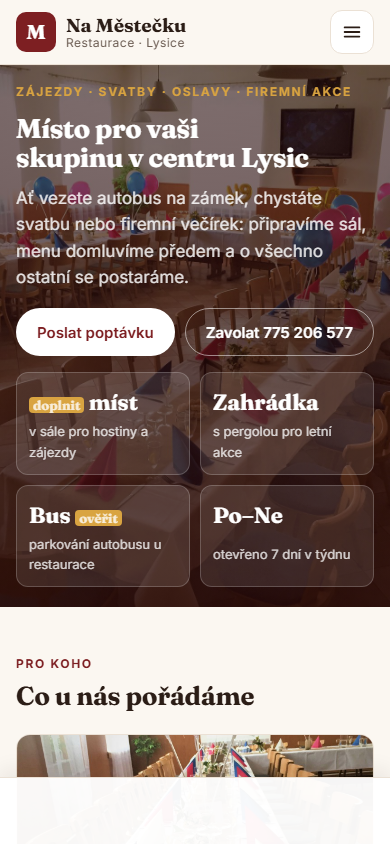 M
Na Městečku
Restaurace · Lysice
ZÁJEZDY · SVATBY · OSLAVY · FIREMNÍ AKCE
Místo pro vaši
skupinu v centru Lysic
Ať vezete autobus na zámek, chystáte
svatbu nebo firemní večírek: připravíme sál,
menu domluvíme předem a o všechno
ostatní se postaráme.
Poslat poptávku
Zavolat 775 206 577
doplnit míst
v sále pro hostiny a
zájezdy
Zahrádka
s pergolou pro letní
akce
Bus ověřit
parkování autobusu u
restaurace
Po–Ne
otevřeno 7 dní v týdnu
PRO KOHO
Co u nás pořádáme